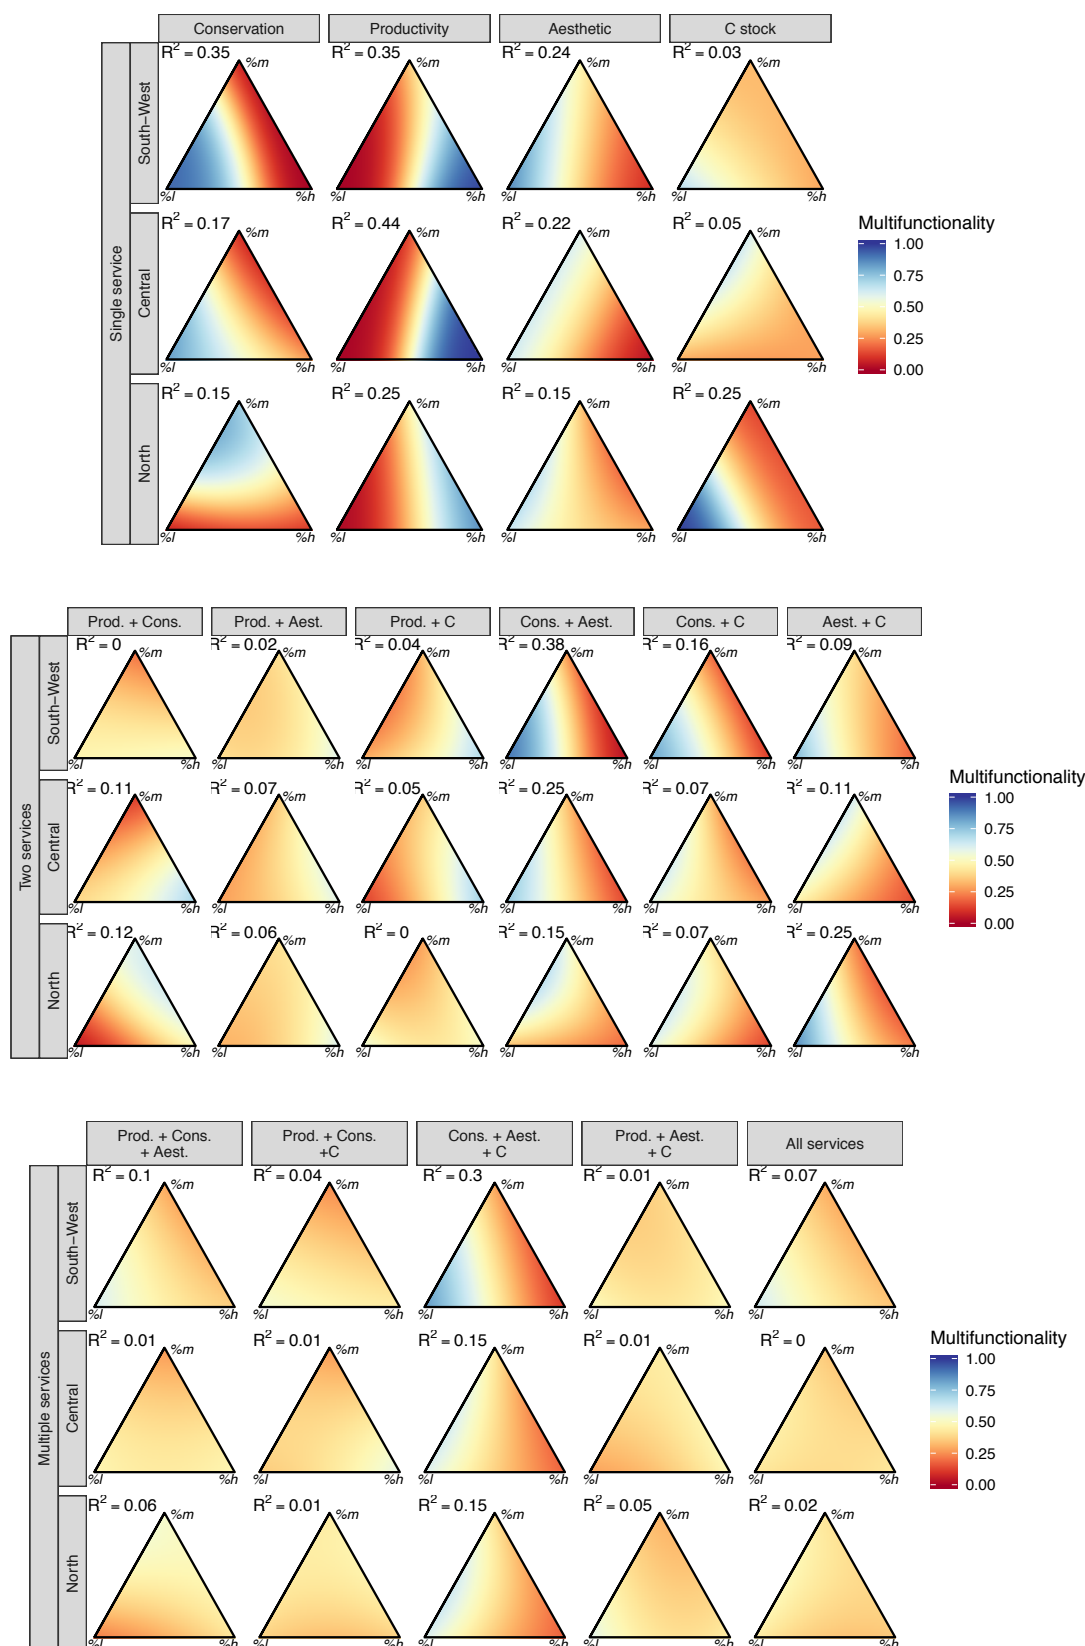 Conservation Productivity Aesthetic C stock
Single service
South−West
R² = 0.35 R² = 0.35 R² = 0.24 R² = 0.03
%m %m %m %m
%l %h %l %h %l %h %l %h
Central
R² = 0.17 R² = 0.44 R² = 0.22 R² = 0.05
%m %m %m %m
%l %h %l %h %l %h %l %h
North
R² = 0.15 R² = 0.25 R² = 0.15 R² = 0.25
%m %m %m %m
%l %h %l %h %l %h %l %h
Multifunctionality
1.00
0.75
0.50
0.25
0.00
Prod. + Cons. Prod. + Aest. Prod. + C Cons. + Aest. Cons. + C Aest. + C
Two services
South−West
R² = 0 R² = 0.02 R² = 0.04 R² = 0.38 R² = 0.16 R² = 0.09
%m %m %m %m %m %m
%l %h %l %h %l %h %l %h %l %h %l %h
Central
R² = 0.11 R² = 0.07 R² = 0.05 R² = 0.25 R² = 0.07 R² = 0.11
%m %m %m %m %m %m
%l %h %l %h %l %h %l %h %l %h %l %h
North
R² = 0.12 R² = 0.06 R² = 0 R² = 0.15 R² = 0.07 R² = 0.25
%m %m %m %m %m %m
%l %h %l %h %l %h %l %h %l %h %l %h
Multifunctionality
1.00
0.75
0.50
0.25
0.00
Prod. + Cons. Prod. + Cons. Cons. + Aest. Prod. + Aest. All services
+ Aest. +C + C + C
Multiple services
South−West
R² = 0.1 R² = 0.04 R² = 0.3 R² = 0.01 R² = 0.07
%m %m %m %m %m
%l %h %l %h %l %h %l %h %l %h
Central
R² = 0.01 R² = 0.01 R² = 0.15 R² = 0.01 R² = 0
%m %m %m %m %m
%l %h %l %h %l %h %l %h %l %h
North
R² = 0.06 R² = 0.01 R² = 0.15 R² = 0.05 R² = 0.02
%m %m %m %m %m
%l %h %l %h %l %h %l %h %l %h
Multifunctionality
1.00
0.75
0.50
0.25
0.00